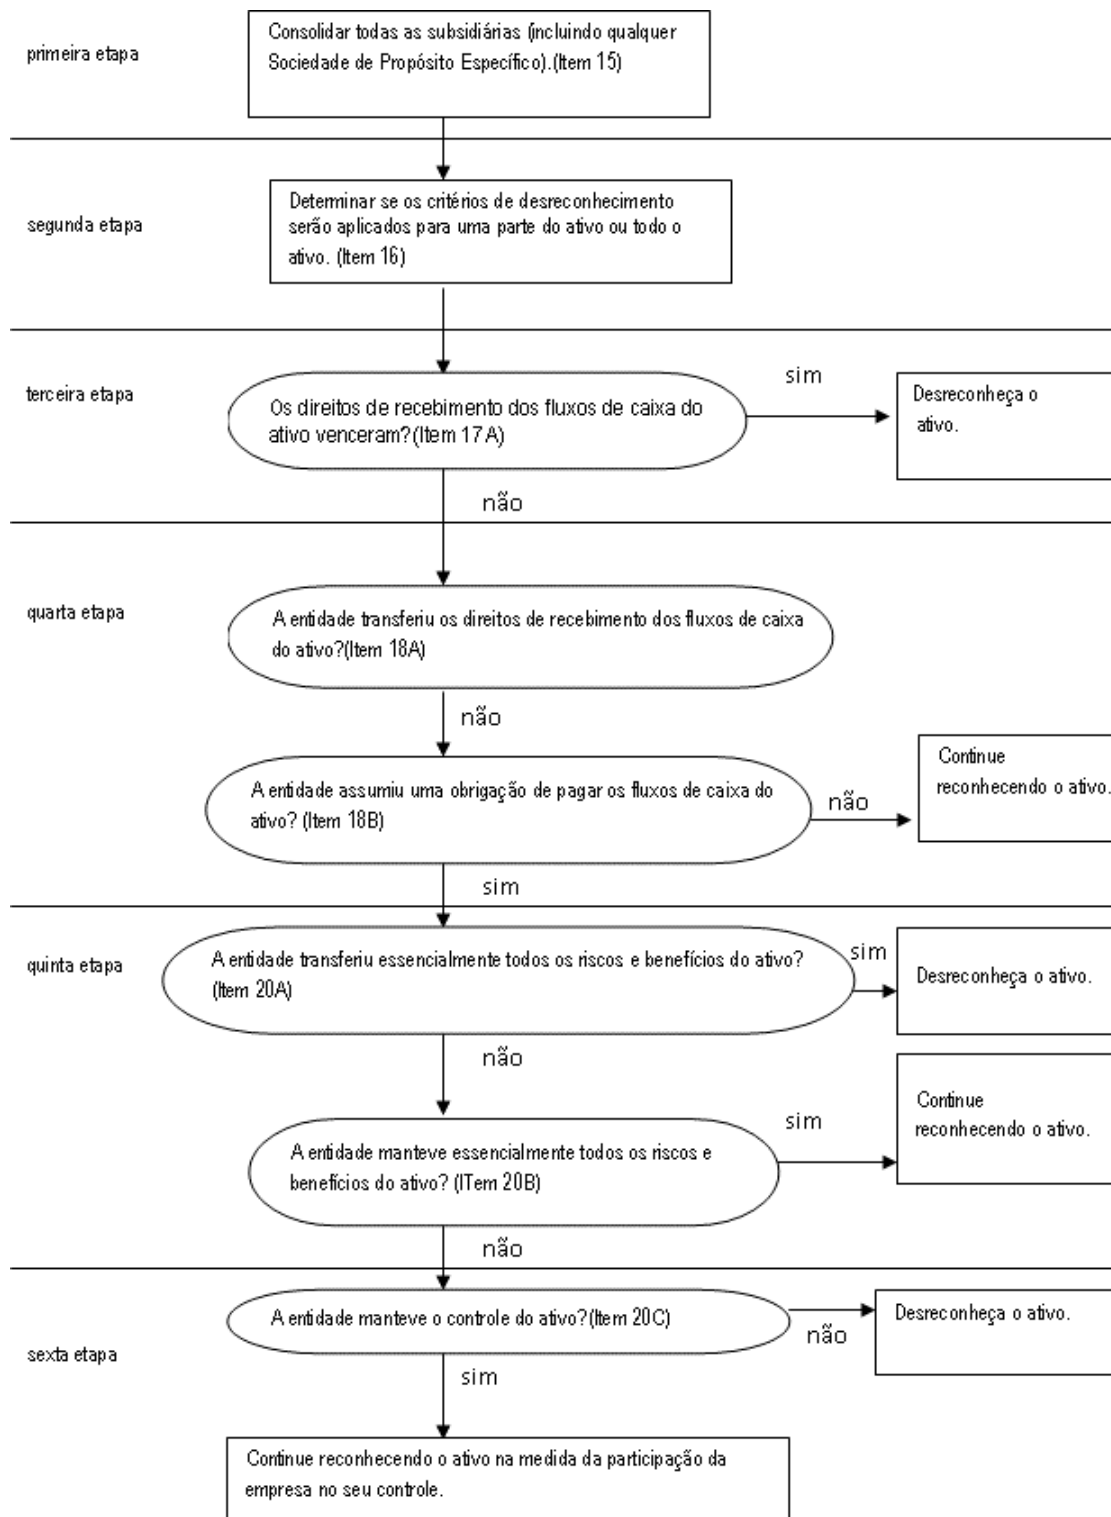 primeira etapa
Consolidar todas as subsidiárias (incluindo qualquer
Sociedade de Propósito Específico).(Item 15)
segunda etapa
Determinar se os critérios de desreconhecimento
serão aplicados para uma parte do ativo ou todo o
ativo. (Item 16)
terceira etapa
Os direitos de recebimento dos fluxos de caixa do
ativo venceram?(Item 17A)
sim
Desreconheça o
ativo.
não
quarta etapa
A entidade transferiu os direitos de recebimento dos fluxos de caixa
do ativo?(Item 18A)
não
A entidade assumiu uma obrigação de pagar os fluxos de caixa do
ativo? (Item 18B)
não
Continue
reconhecendo o ativo.
sim
quinta etapa
A entidade transferiu essencialmente todos os riscos e benefícios do ativo?
(Item 20A)
sim
Desreconheça o ativo.
não
A entidade manteve essencialmente todos os riscos e
benefícios do ativo? (ITem 20B)
sim
Continue
reconhecendo o ativo.
não
sexta etapa
A entidade manteve o controle do ativo?(Item 20C)
não
Desreconheça o ativo.
sim
Continue reconhecendo o ativo na medida da participação da
empresa no seu controle.